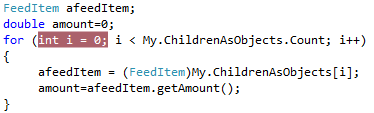 FeedItem afeedItem;
double amount=0;
for (int i = 0; i < My.ChildrenAsObjects.Count; i++)
{
afeedItem = (FeedItem)My.ChildrenAsObjects[i];
amount=afeedItem.getAmount();
}